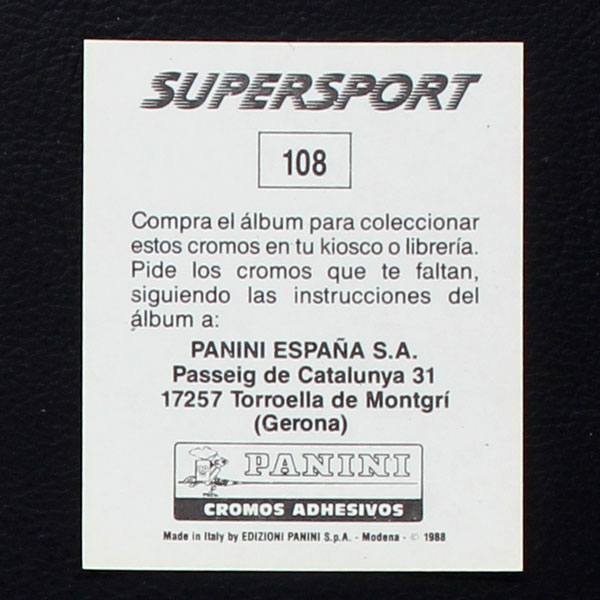 SUPERSPORT
108
Compra el álbum para coleccionar
estos cromos en tu kiosco o librería.
Pide los cromos que te faltan,
siguiendo las instrucciones del
álbum a:
PANINI ESPAÑA S.A.
Passeig de Catalunya 31
17257 Torroella de Montgrí
(Gerona)
PANINI
CROMOS ADHESIVOS
Made in Italy by EDIZIONI PANINI S.p.A. - Modena - © 1988